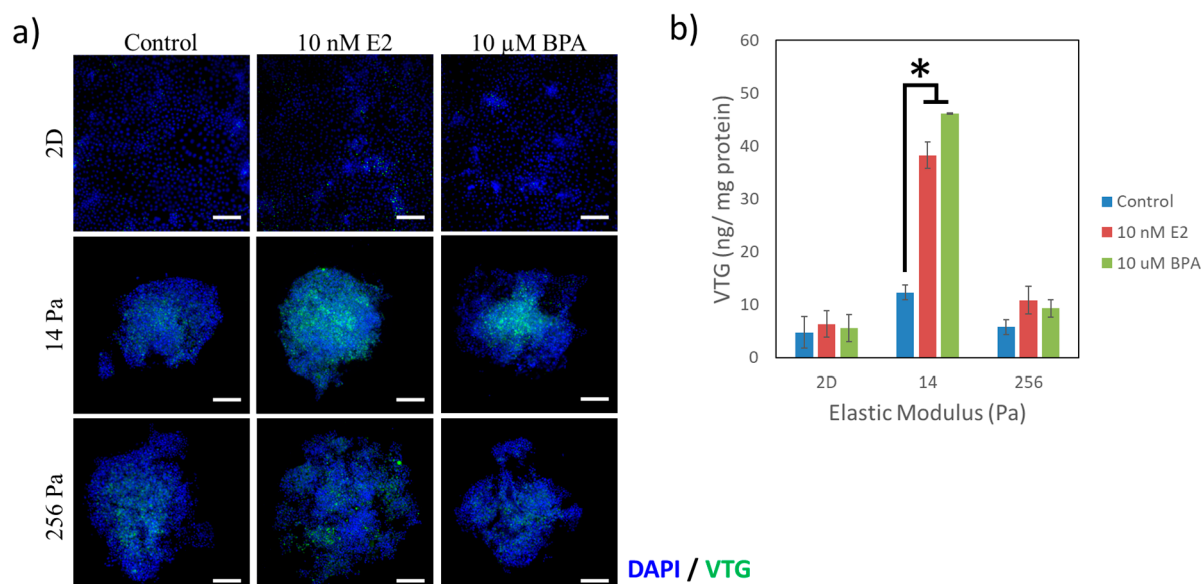 a)
Control 10 nM E2 10 µM BPA
2D
14 Pa
256 Pa
DAPI / VTG
b)
60
50
40
30
20
10
0
VTG (ng/ mg protein)
*
2D 14 256
Elastic Modulus (Pa)
Control
10 nM E2
10 uM BPA